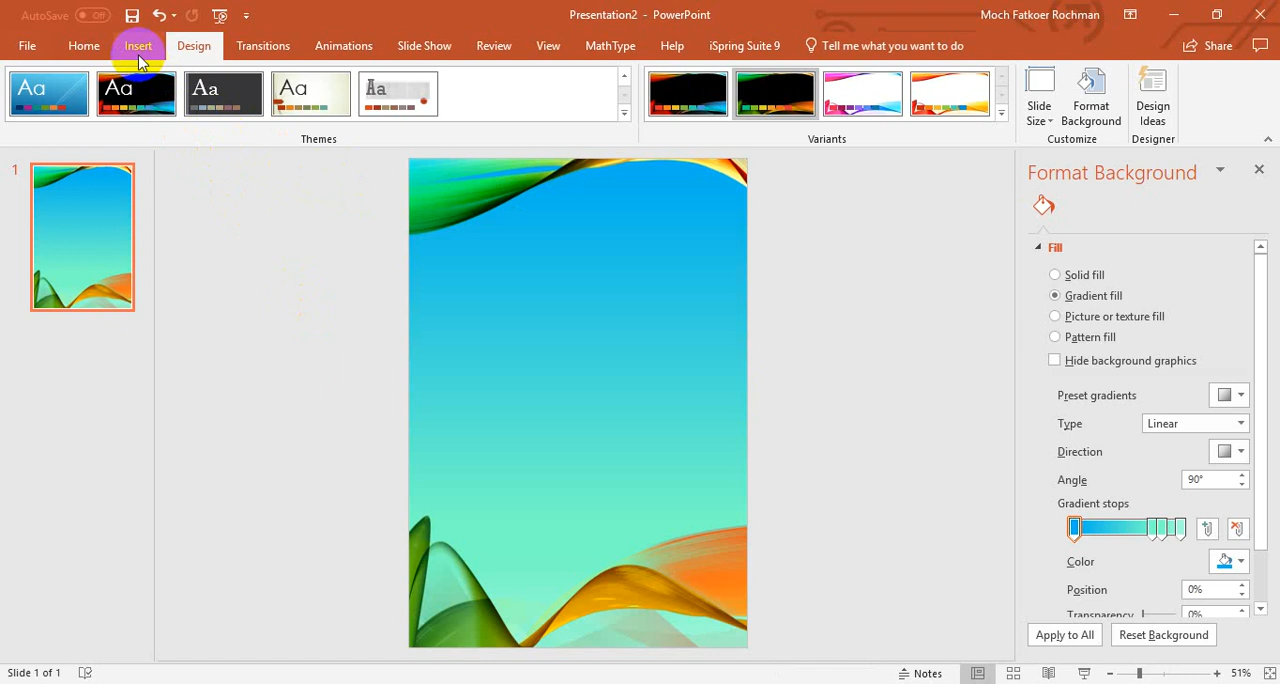 AutoSave Off
Presentation2 - PowerPoint
Moch Fatkoer Rochman
File Home Insert Design Transitions Animations Slide Show Review View MathType Help iSpring Suite 9 Tell me what you want to do Share
Aa Aa Aa Aa Aa
Slide Size
Format Background
Design Ideas
Themes Variants Customize Designer
1
Format Background
Fill
Solid fill
Gradient fill
Picture or texture fill
Pattern fill
Hide background graphics
Preset gradients
Type Linear
Direction
Angle 90°
Gradient stops
Color
Position 0%
Transparency 0%
Apply to All Reset Background
Slide 1 of 1 Notes 51%